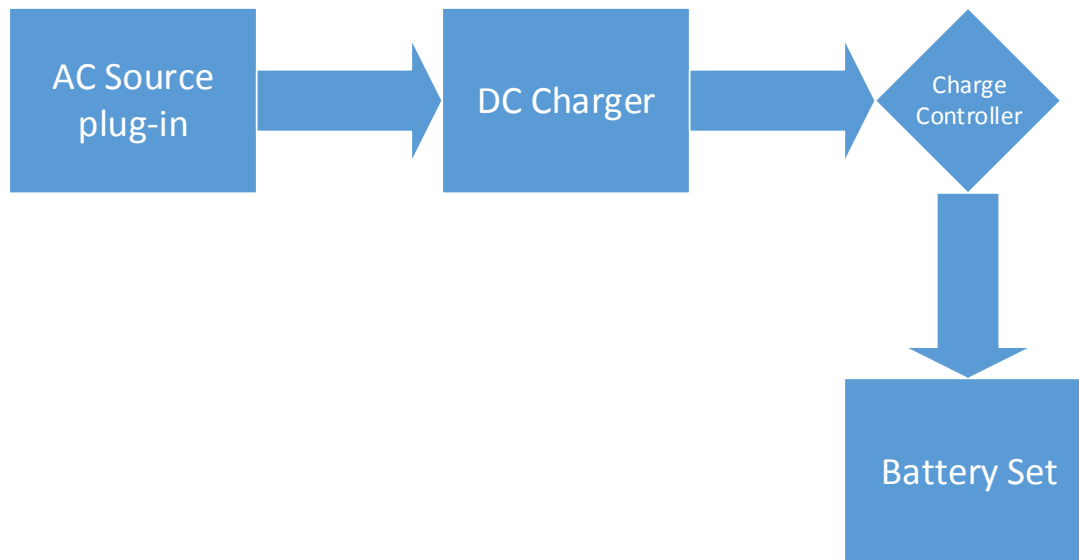 AC Source
plug-in
DC Charger
Charge
Controller
Battery Set